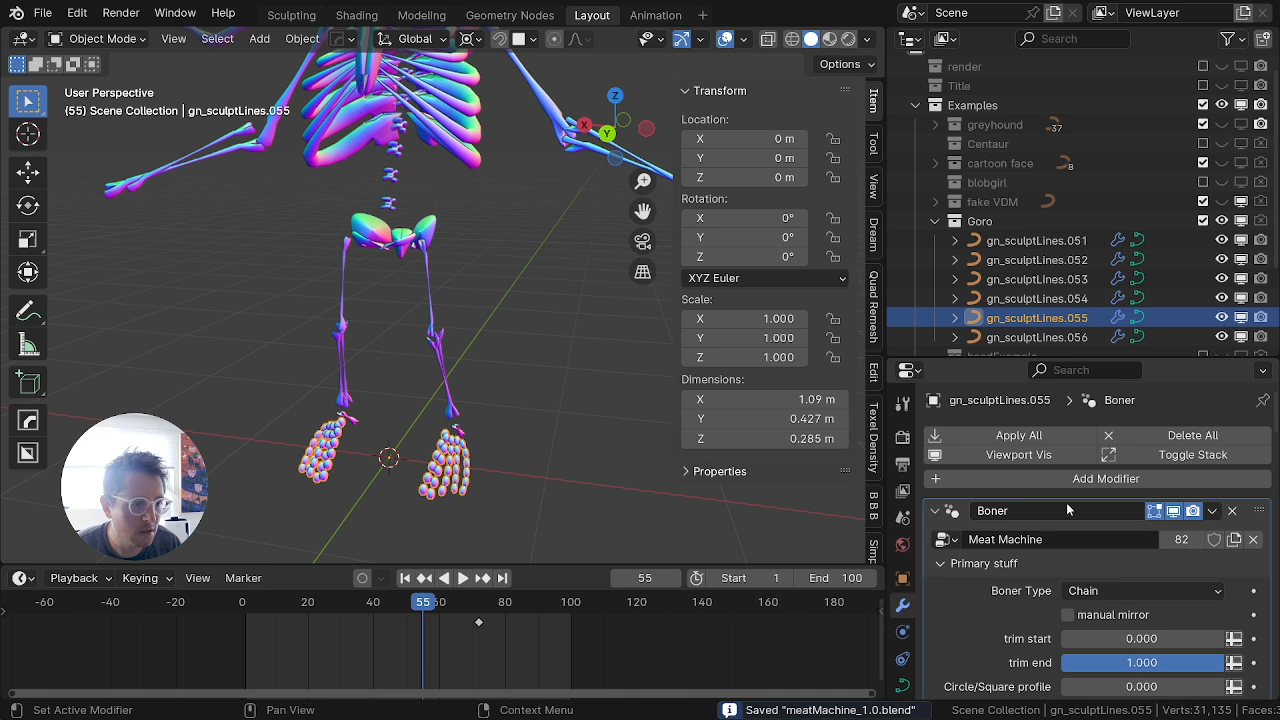 File Edit Render Window Help
Sculpting Shading Modeling Geometry Nodes Layout Animation
Scene
ViewLayer
Object Mode View Select Add Object Global
Options
User Perspective
(55) Scene Collection | gn_sculptLines.055
Z
X
Y
Transform
Location:
X 0 m
Y 0 m
Z 0 m
Rotation:
X 0°
Y 0°
Z 0°
XYZ Euler
Scale:
X 1.000
Y 1.000
Z 1.000
Dimensions:
X 1.09 m
Y 0.427 m
Z 0.285 m
Properties
Item
Tool
View
Dream
Quad Remesh
Edit
Texel Density
B B B
Search
render
Title
Examples
greyhound 37
Centaur
cartoon face 8
blobgirl
fake VDM
Goro
gn_sculptLines.051
gn_sculptLines.052
gn_sculptLines.053
gn_sculptLines.054
gn_sculptLines.055
gn_sculptLines.056
Search
gn_sculptLines.055 > Boner
Apply All Delete All
Viewport Vis Toggle Stack
Add Modifier
Boner
Meat Machine 82
Primary stuff
Boner Type Chain
manual mirror
trim start 0.000
trim end 1.000
Circle/Square profile 0.000
Playback Keying View Marker
55
Start 1 End 100
-60 -40 -20 0 20 40 55 60 80 100 120 140 160 180
Set Active Modifier Pan View Context Menu
Saved "meatMachine_1.0.blend"
Scene Collection | gn_sculptLines.055 | Verts:31,135 | Faces: